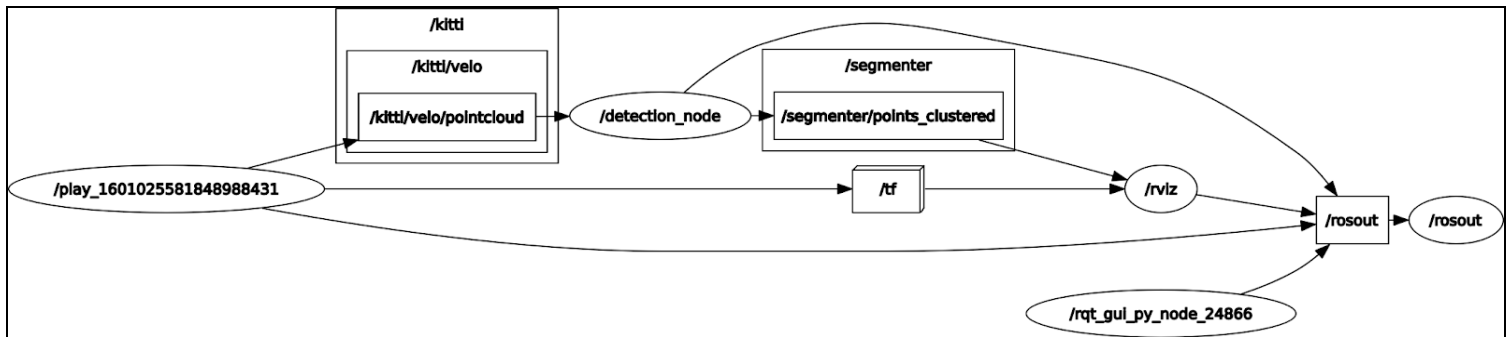 /kitti
/kitti/velo
/segmenter
/kitti/velo/pointcloud
/detection_node
/segmenter/points_clustered
/play_1601025581848988431
/tf
/rviz
/rosout
/rosout
/rqt_gui_py_node_24866